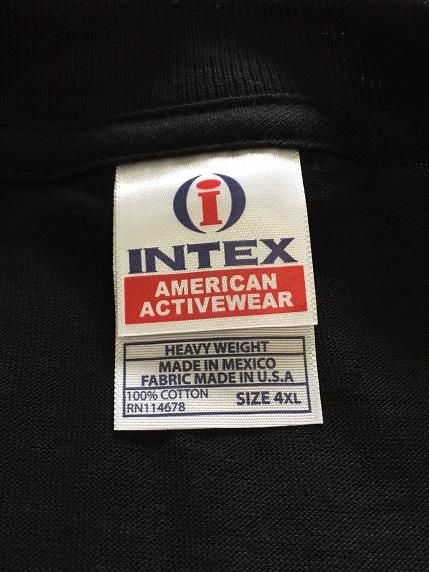 i
INTEX
AMERICAN
ACTIVEWEAR
HEAVY WEIGHT
MADE IN MEXICO
FABRIC MADE IN U.S.A
100% COTTON
RN114678
SIZE 4XL